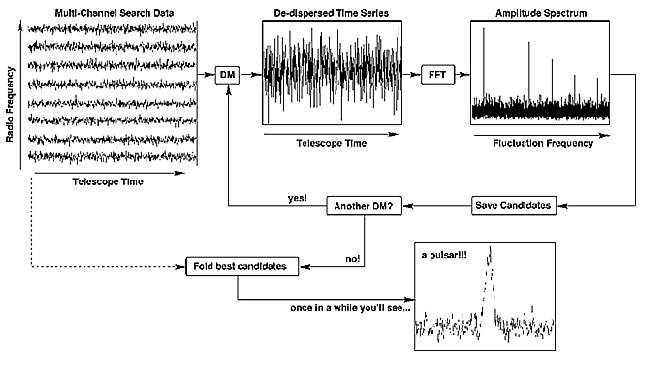 Multi-Channel Search Data
De-dispersed Time Series
Amplitude Spectrum
Radio Frequency
DM
FFT
Telescope Time
Telescope Time
Fluctuation Frequency
yes!
Another DM?
Save Candidates
no!
Fold best candidates
a pulsar!!!
once in a while you'll see...